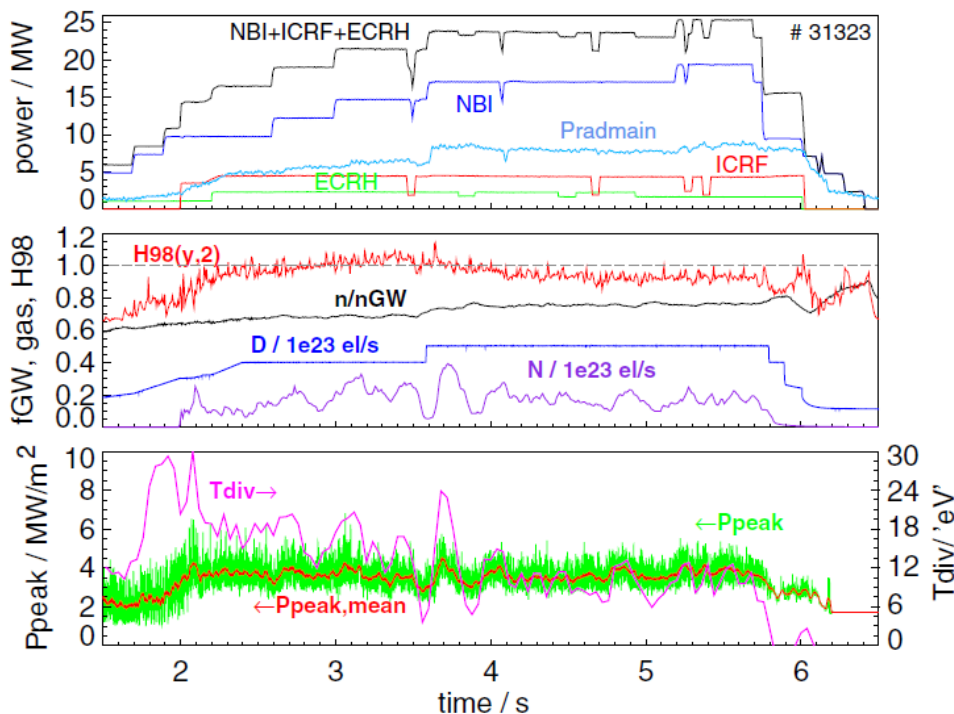 NBI+ICRF+ECRH
# 31323
NBI
Pradmain
ICRF
ECRH
power / MW
25
20
15
10
5
0
H98(y,2)
n/nGW
D / 1e23 el/s
N / 1e23 el/s
fGW, gas, H98
1.2
1.0
0.8
0.6
0.4
0.2
0.0
Tdiv→
←Ppeak
←Ppeak,mean
Ppeak / MW/m²
10
8
6
4
2
0
30
24
18
12
6
0
Tdiv/ 'eV'
2
3
4
5
6
time / s